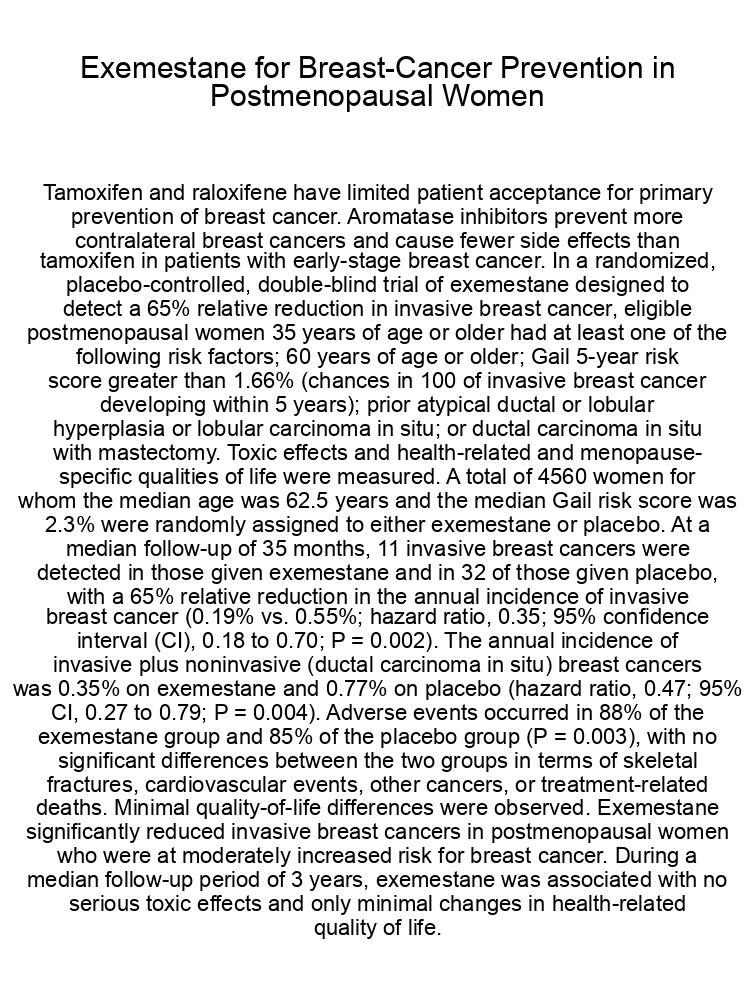 Exemestane for Breast-Cancer Prevention in
Postmenopausal Women
Tamoxifen and raloxifene have limited patient acceptance for primary
prevention of breast cancer. Aromatase inhibitors prevent more
contralateral breast cancers and cause fewer side effects than
tamoxifen in patients with early-stage breast cancer. In a randomized,
placebo-controlled, double-blind trial of exemestane designed to
detect a 65% relative reduction in invasive breast cancer, eligible
postmenopausal women 35 years of age or older had at least one of the
following risk factors; 60 years of age or older; Gail 5-year risk
score greater than 1.66% (chances in 100 of invasive breast cancer
developing within 5 years); prior atypical ductal or lobular
hyperplasia or lobular carcinoma in situ; or ductal carcinoma in situ
with mastectomy. Toxic effects and health-related and menopause-
specific qualities of life were measured. A total of 4560 women for
whom the median age was 62.5 years and the median Gail risk score was
2.3% were randomly assigned to either exemestane or placebo. At a
median follow-up of 35 months, 11 invasive breast cancers were
detected in those given exemestane and in 32 of those given placebo,
with a 65% relative reduction in the annual incidence of invasive
breast cancer (0.19% vs. 0.55%; hazard ratio, 0.35; 95% confidence
interval (CI), 0.18 to 0.70; P = 0.002). The annual incidence of
invasive plus noninvasive (ductal carcinoma in situ) breast cancers
was 0.35% on exemestane and 0.77% on placebo (hazard ratio, 0.47; 95%
CI, 0.27 to 0.79; P = 0.004). Adverse events occurred in 88% of the
exemestane group and 85% of the placebo group (P = 0.003), with no
significant differences between the two groups in terms of skeletal
fractures, cardiovascular events, other cancers, or treatment-related
deaths. Minimal quality-of-life differences were observed. Exemestane
significantly reduced invasive breast cancers in postmenopausal women
who were at moderately increased risk for breast cancer. During a
median follow-up period of 3 years, exemestane was associated with no
serious toxic effects and only minimal changes in health-related
quality of life.